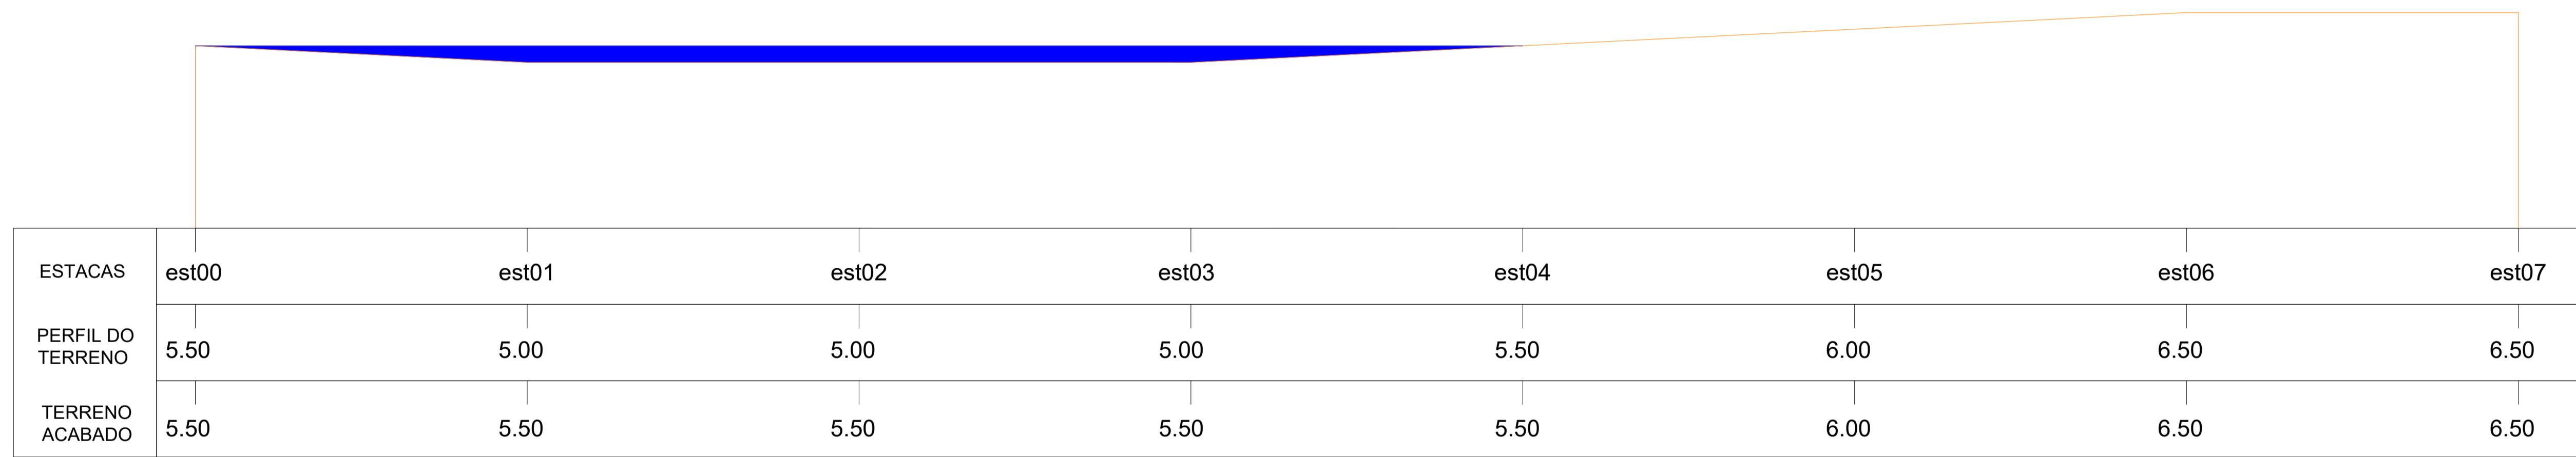 ESTACAS est00 est01 est02 est03 est04 est05 est06 est07
PERFIL DO
TERRENO 5.50 5.00 5.00 5.00 5.50 6.00 6.50 6.50
TERRENO
ACABADO 5.50 5.50 5.50 5.50 5.50 6.00 6.50 6.50